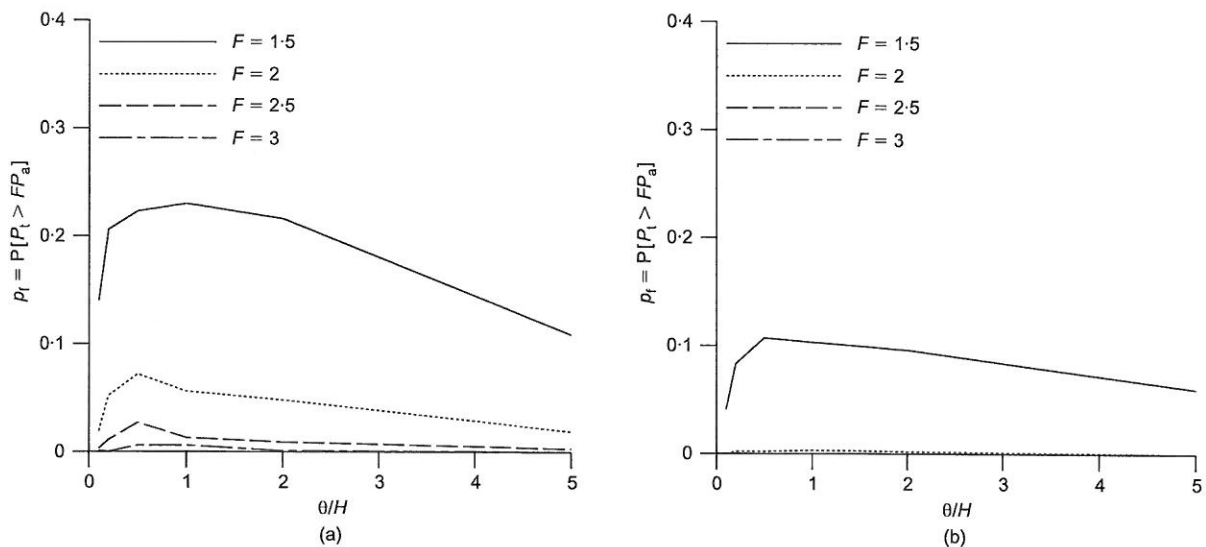 0·4
0·3
0·2
0·1
0
p_f = P[P_t > FP_a]
F = 1·5
F = 2
F = 2·5
F = 3
0 1 2 3 4 5
θ/H
(a)
0·4
0·3
0·2
0·1
0
p_f = P[P_t > FP_a]
F = 1·5
F = 2
F = 2·5
F = 3
0 1 2 3 4 5
θ/H
(b)